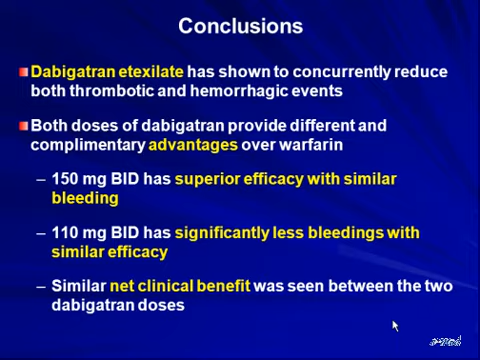 Conclusions
Dabigatran etexilate has shown to concurrently reduce
both thrombotic and hemorrhagic events
Both doses of dabigatran provide different and
complimentary advantages over warfarin
– 150 mg BID has superior efficacy with similar
bleeding
– 110 mg BID has significantly less bleedings with
similar efficacy
– Similar net clinical benefit was seen between the two
dabigatran doses